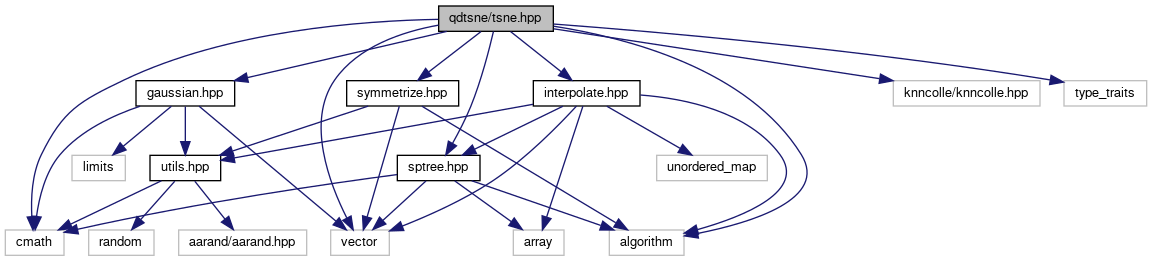 qdtsne/tsne.hpp
gaussian.hpp
symmetrize.hpp
interpolate.hpp
knncolle/knncolle.hpp
type_traits
limits
utils.hpp
sptree.hpp
unordered_map
cmath
random
aarand/aarand.hpp
vector
array
algorithm